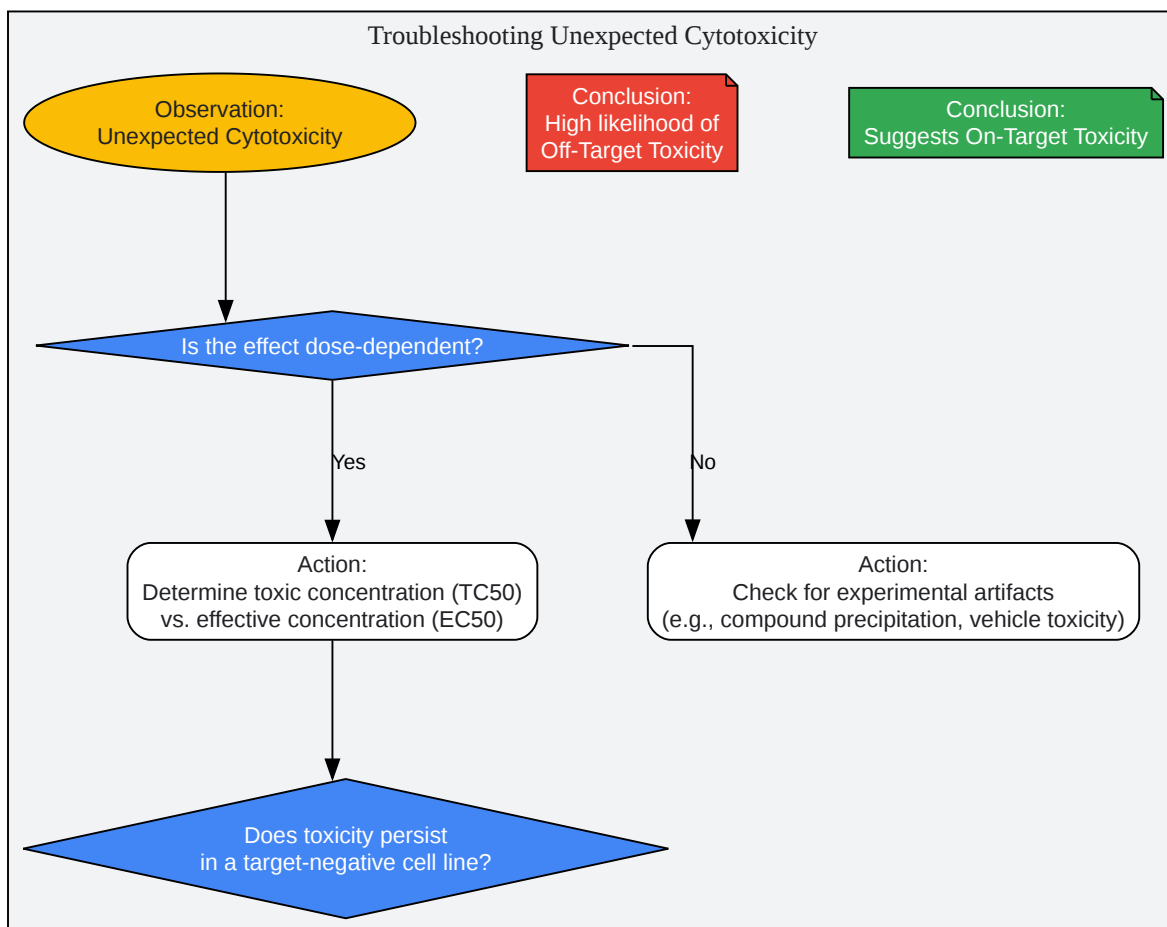 Troubleshooting Unexpected Cytotoxicity
Observation:
Unexpected Cytotoxicity
Conclusion:
High likelihood of
Off-Target Toxicity
Conclusion:
Suggests On-Target Toxicity
Is the effect dose-dependent?
Yes
No
Action:
Determine toxic concentration (TC50)
vs. effective concentration (EC50)
Action:
Check for experimental artifacts
(e.g., compound precipitation, vehicle toxicity)
Does toxicity persist
in a target-negative cell line?